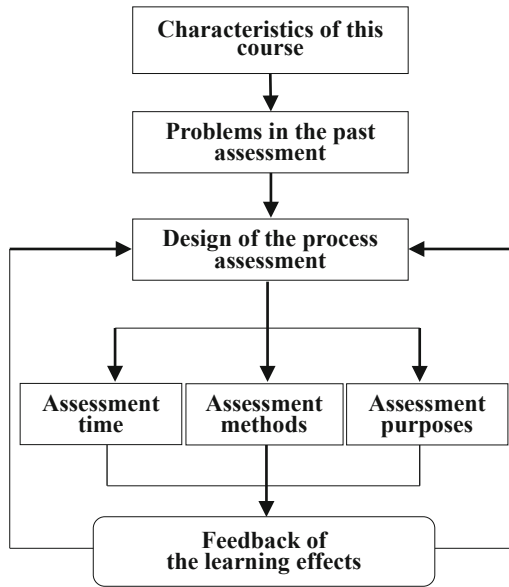 Characteristics of this
course
Problems in the past
assessment
Design of the process
assessment
Assessment
time
Assessment
methods
Assessment
purposes
Feedback of
the learning effects